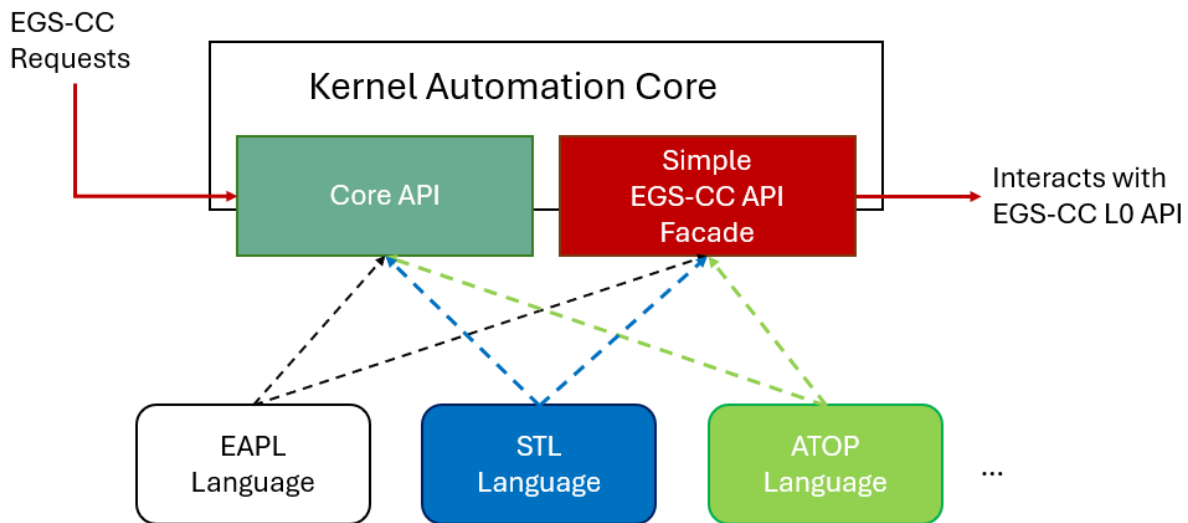 EGS-CC
Requests
Kernel Automation Core
Core API
Simple
EGS-CC API
Facade
Interacts with
EGS-CC L0 API
EAPL
Language
STL
Language
ATOP
Language
...